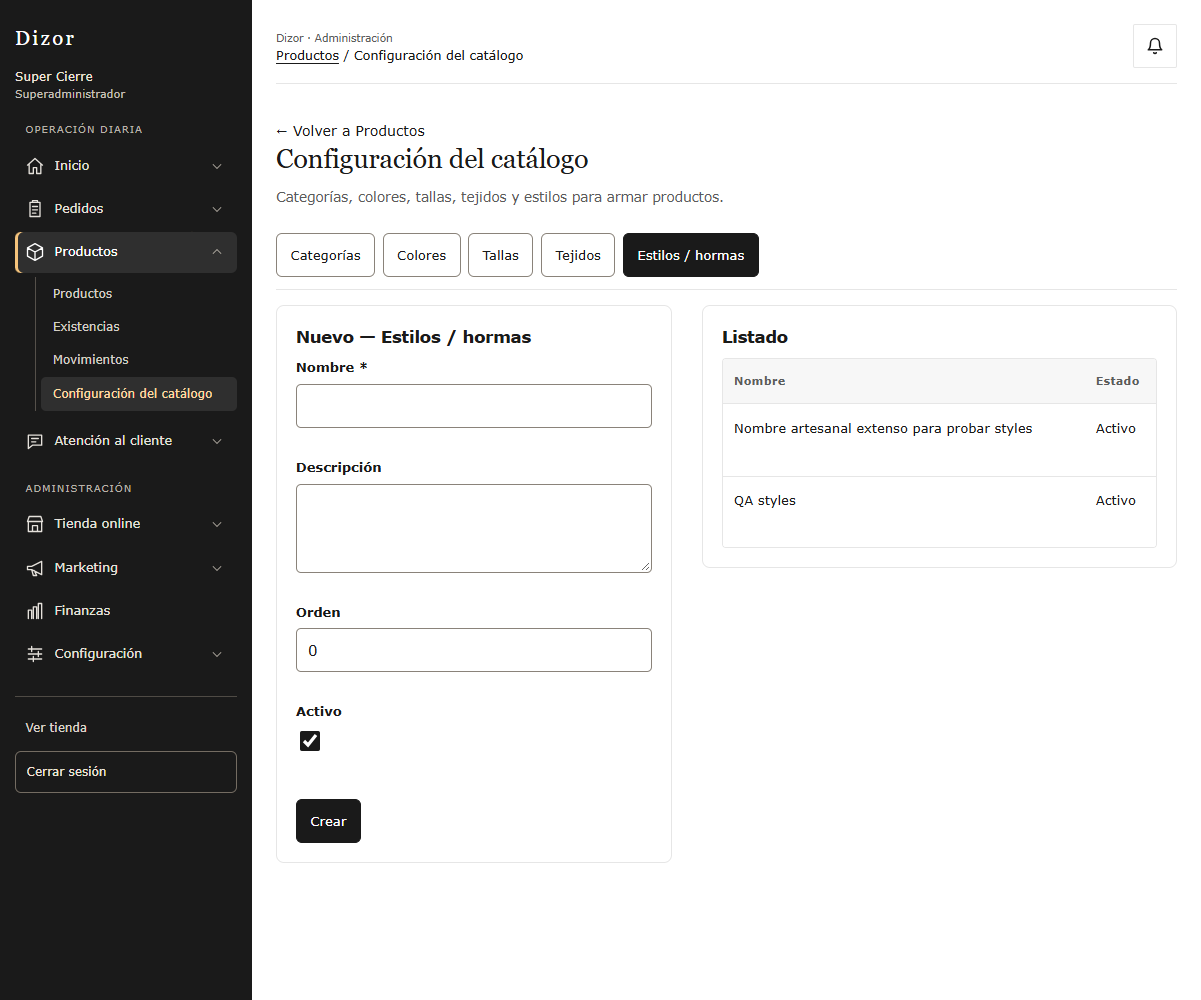 Dizor
Super Cierre
Superadministrador
OPERACIÓN DIARIA
Inicio
Pedidos
Productos
Productos
Existencias
Movimientos
Configuración del catálogo
Atención al cliente
ADMINISTRACIÓN
Tienda online
Marketing
Finanzas
Configuración
Ver tienda
Cerrar sesión
Dizor · Administración
Productos / Configuración del catálogo
← Volver a Productos
Configuración del catálogo
Categorías, colores, tallas, tejidos y estilos para armar productos.
Categorías Colores Tallas Tejidos Estilos / hormas
Nuevo — Estilos / hormas
Nombre *
Descripción
Orden
0
Activo
Crear
Listado
Nombre Estado
Nombre artesanal extenso para probar styles Activo
QA styles Activo